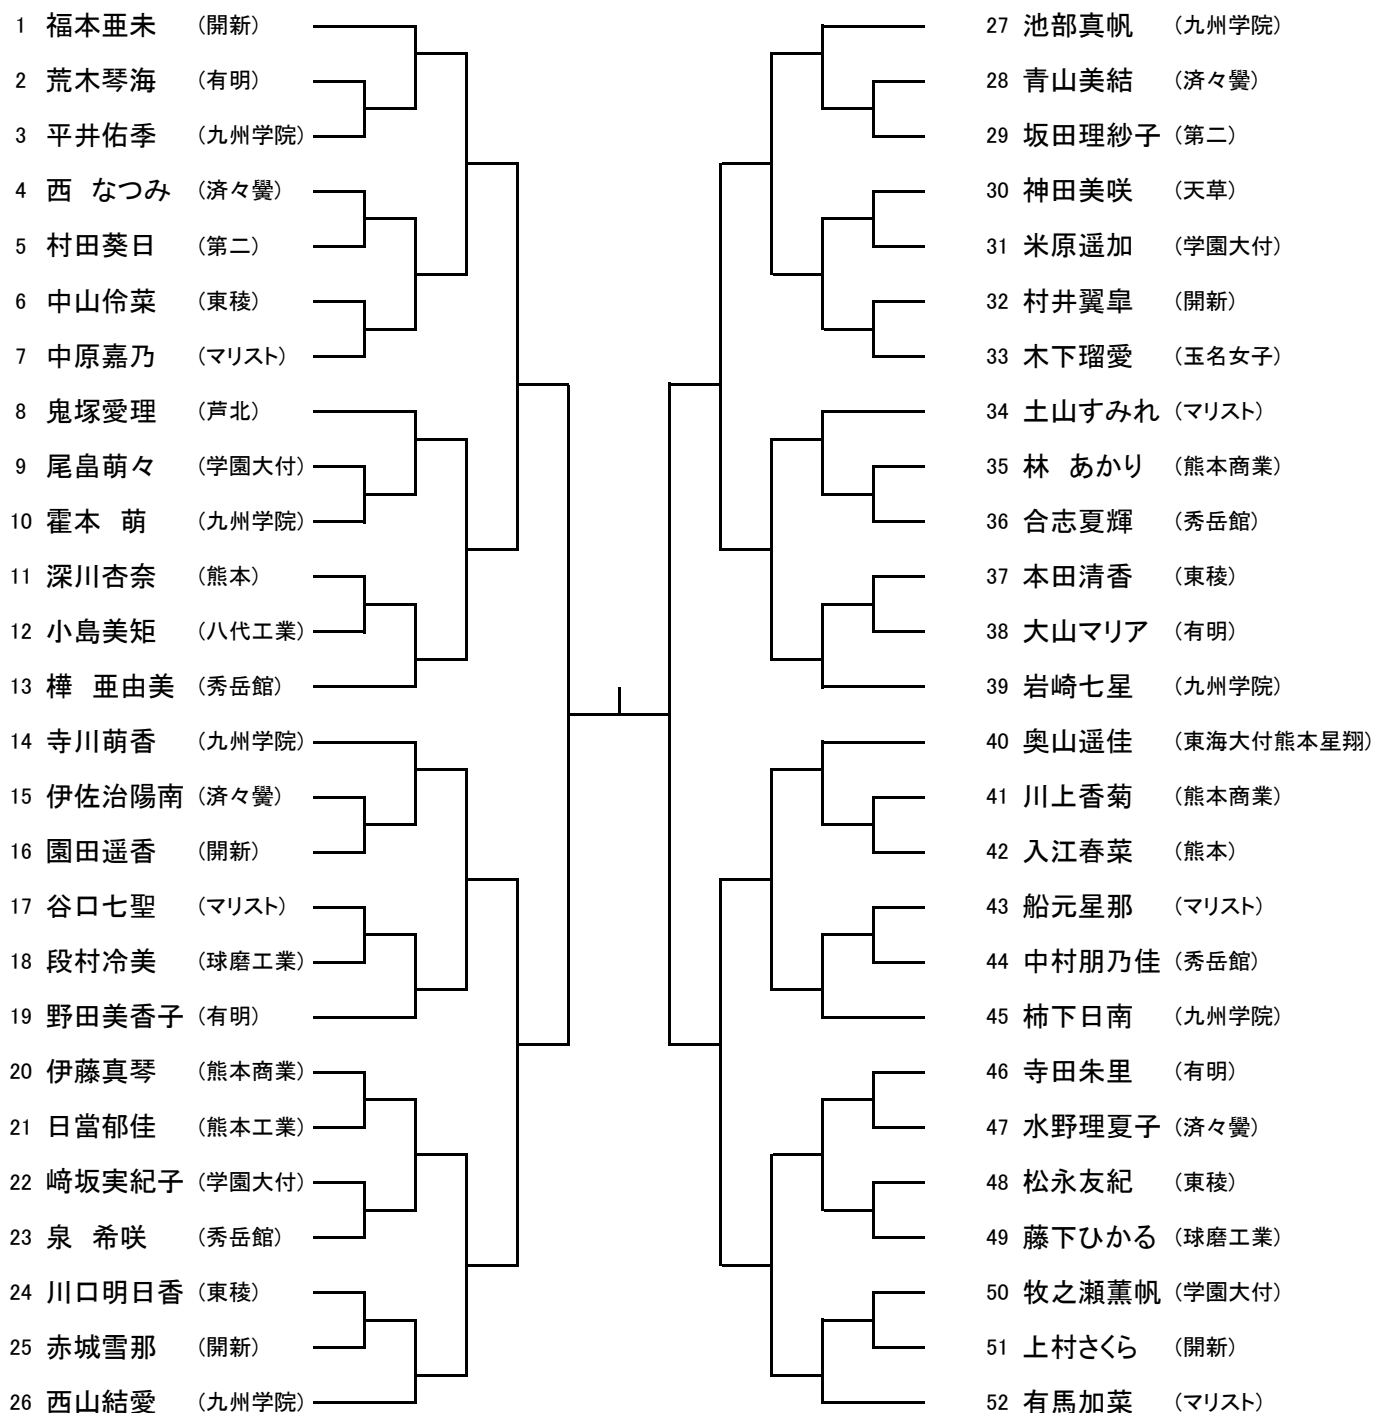 1 福本亜未 (開新)
2 荒木琴海 (有明)
3 平井佑季 (九州学院)
4 西 なつみ (済々黌)
5 村田葵日 (第二)
6 中山伶菜 (東稜)
7 中原嘉乃 (マリスト)
8 鬼塚愛理 (芦北)
9 尾畠萌々 (学園大付)
10 霍本 萌 (九州学院)
11 深川杏奈 (熊本)
12 小島美矩 (八代工業)
13 樺 亜由美 (秀岳館)
14 寺川萌香 (九州学院)
15 伊佐治陽南 (済々黌)
16 園田遥香 (開新)
17 谷口七聖 (マリスト)
18 段村冷美 (球磨工業)
19 野田美香子 (有明)
20 伊藤真琴 (熊本商業)
21 日當郁佳 (熊本工業)
22 﨑坂実紀子 (学園大付)
23 泉 希咲 (秀岳館)
24 川口明日香 (東稜)
25 赤城雪那 (開新)
26 西山結愛 (九州学院)
27 池部真帆 (九州学院)
28 青山美結 (済々黌)
29 坂田理紗子 (第二)
30 神田美咲 (天草)
31 米原遥加 (学園大付)
32 村井翼皐 (開新)
33 木下瑠愛 (玉名女子)
34 土山すみれ (マリスト)
35 林 あかり (熊本商業)
36 合志夏輝 (秀岳館)
37 本田清香 (東稜)
38 大山マリア (有明)
39 岩崎七星 (九州学院)
40 奥山遥佳 (東海大付熊本星翔)
41 川上香菊 (熊本商業)
42 入江春菜 (熊本)
43 船元星那 (マリスト)
44 中村朋乃佳 (秀岳館)
45 柿下日南 (九州学院)
46 寺田朱里 (有明)
47 水野理夏子 (済々黌)
48 松永友紀 (東稜)
49 藤下ひかる (球磨工業)
50 牧之瀬薫帆 (学園大付)
51 上村さくら (開新)
52 有馬加菜 (マリスト)